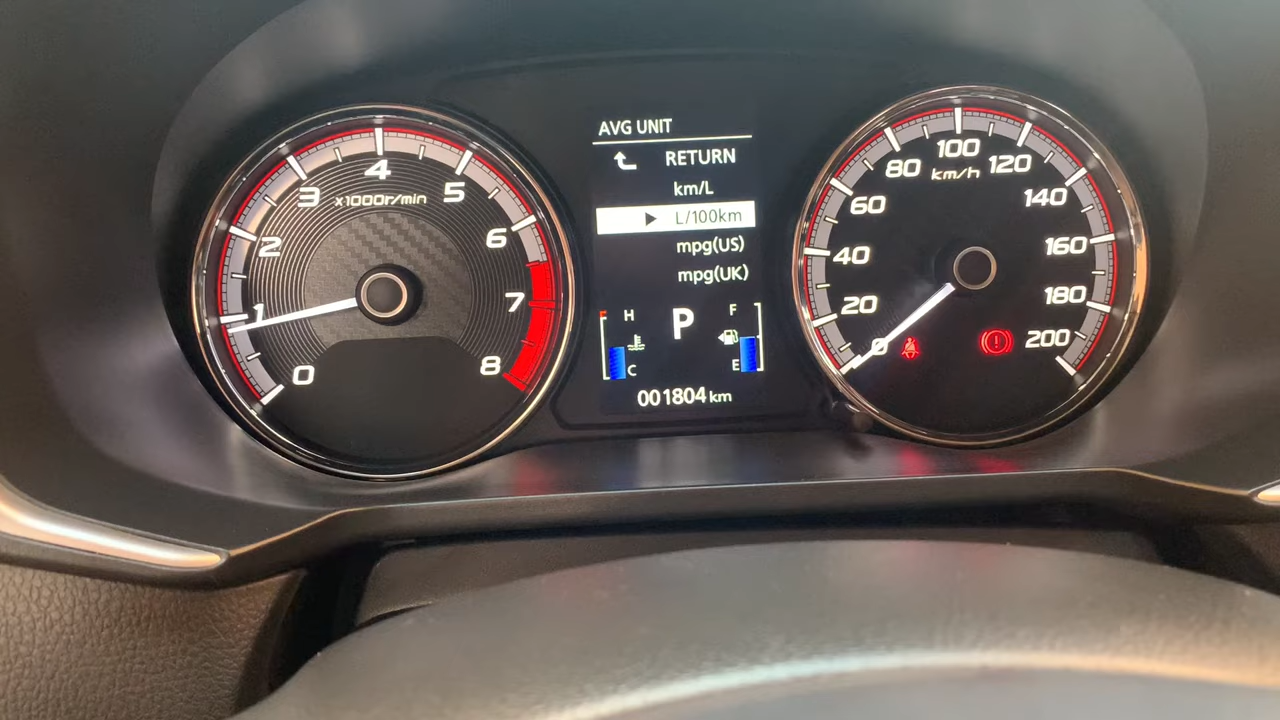 0
1
2
3
4
5
6
7
8
x1000r/min
AVG UNIT
RETURN
km/L
L/100km
mpg(US)
mpg(UK)
H
C
P
F
E
001804 km
0
20
40
60
80
100
120
140
160
180
200
km/h